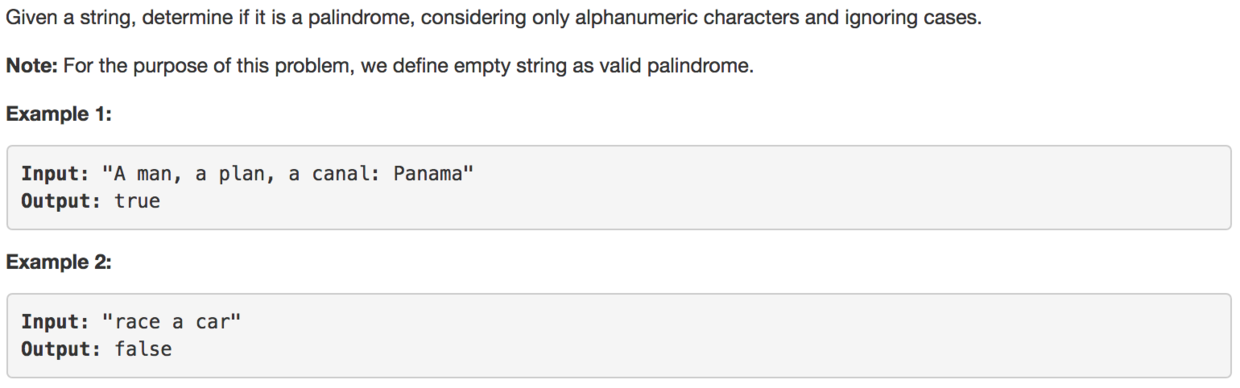 Given a string, determine if it is a palindrome, considering only alphanumeric characters and ignoring cases.
Note: For the purpose of this problem, we define empty string as valid palindrome.
Example 1:
Input: "A man, a plan, a canal: Panama"
Output: true
Example 2:
Input: "race a car"
Output: false